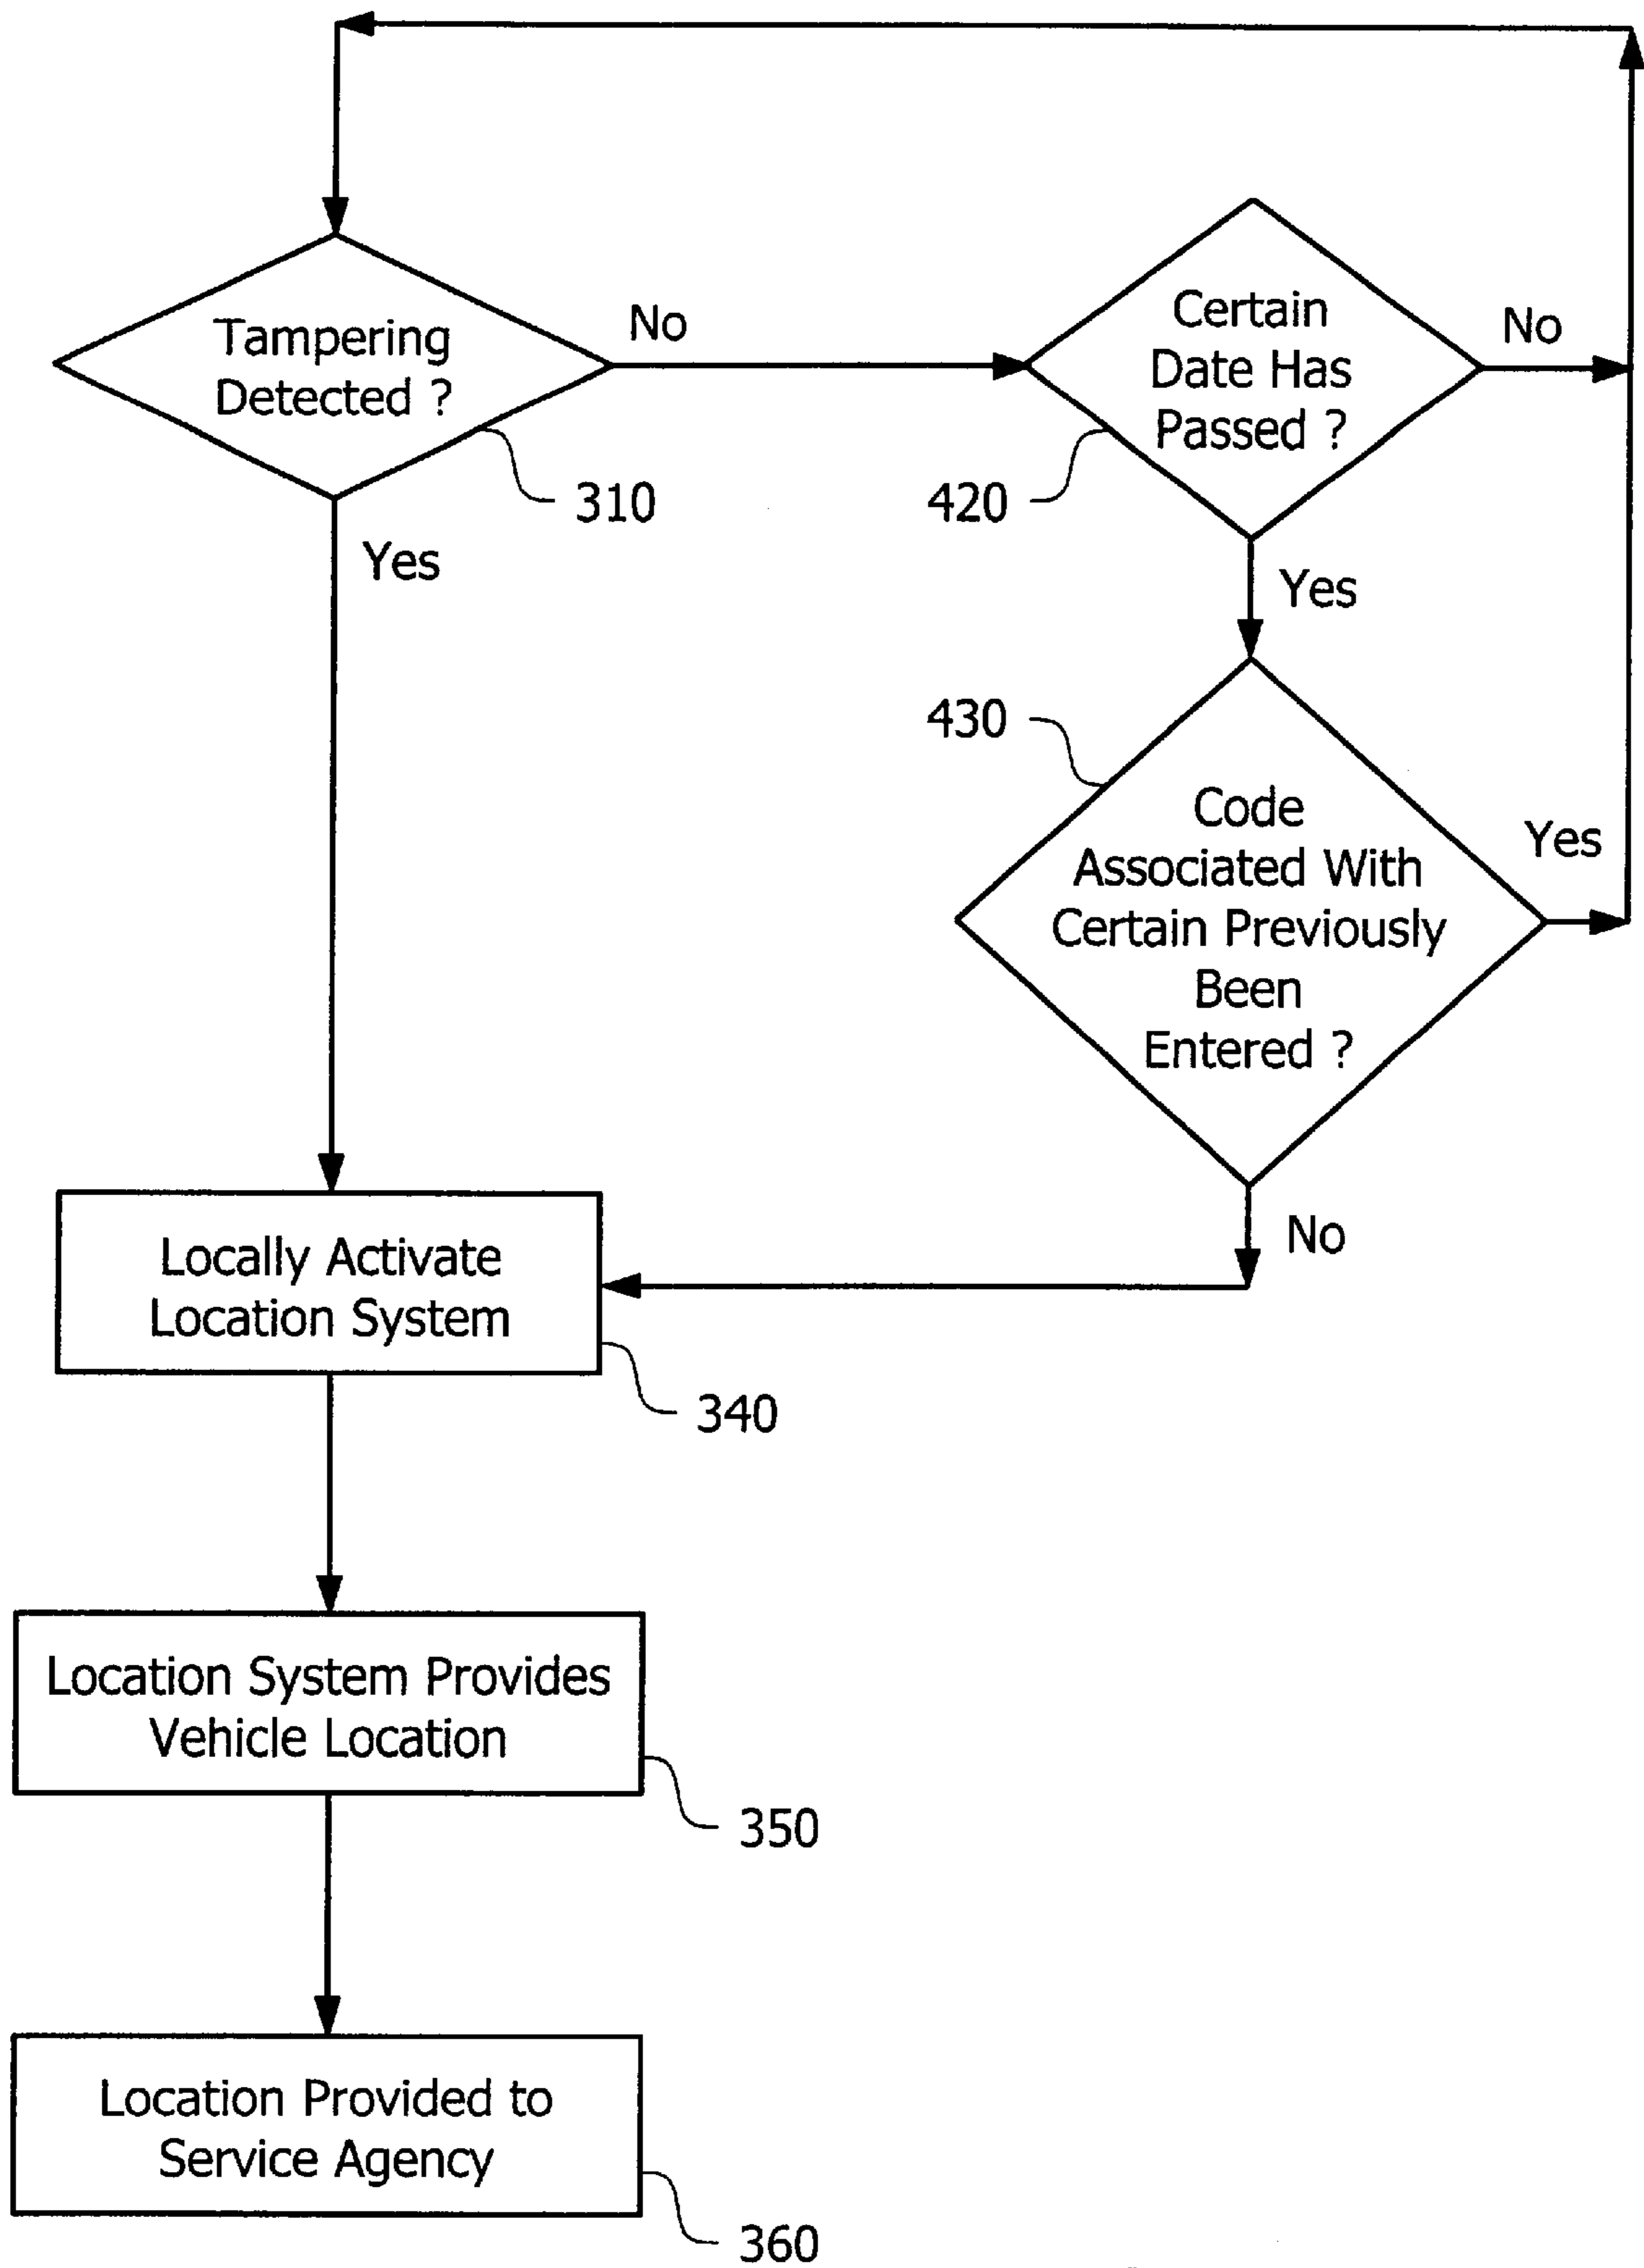 Tampering
Detected ?
No
310
Yes
Certain
Date Has
Passed ?
No
420
Yes
430
Code
Associated With
Certain Previously
Been
Entered ?
Yes
No
Locally Activate
Location System
340
Location System Provides
Vehicle Location
350
Location Provided to
Service Agency
360